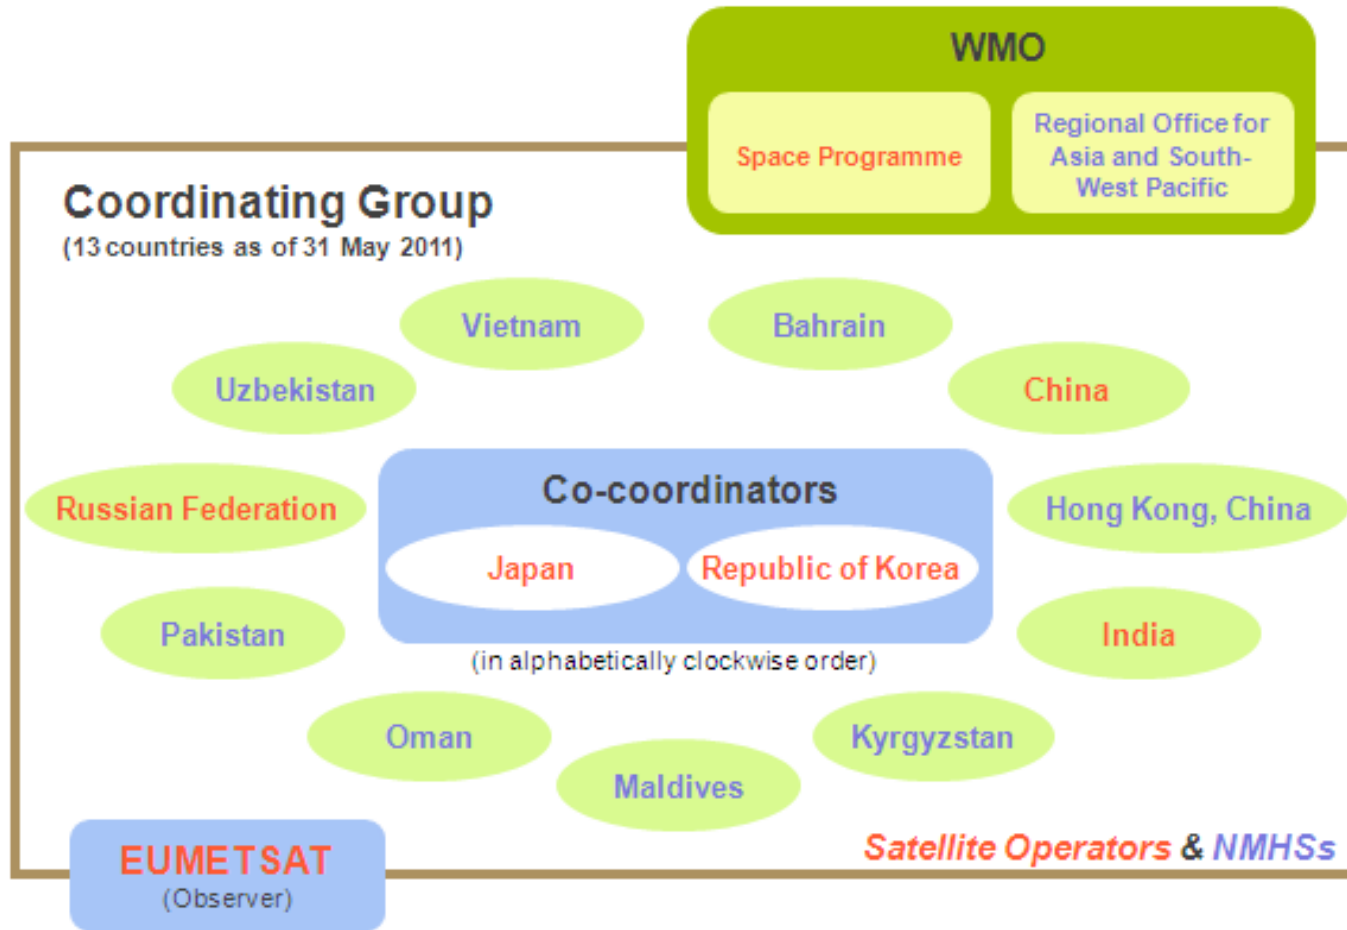 WMO
Space Programme
Regional Office for
Asia and South-
West Pacific
Coordinating Group
(13 countries as of 31 May 2011)
Vietnam
Bahrain
Uzbekistan
China
Russian Federation
Co-coordinators
Hong Kong, China
Japan
Republic of Korea
Pakistan
India
(in alphabetically clockwise order)
Oman
Kyrgyzstan
Maldives
EUMETSAT
(Observer)
Satellite Operators & NMHSs